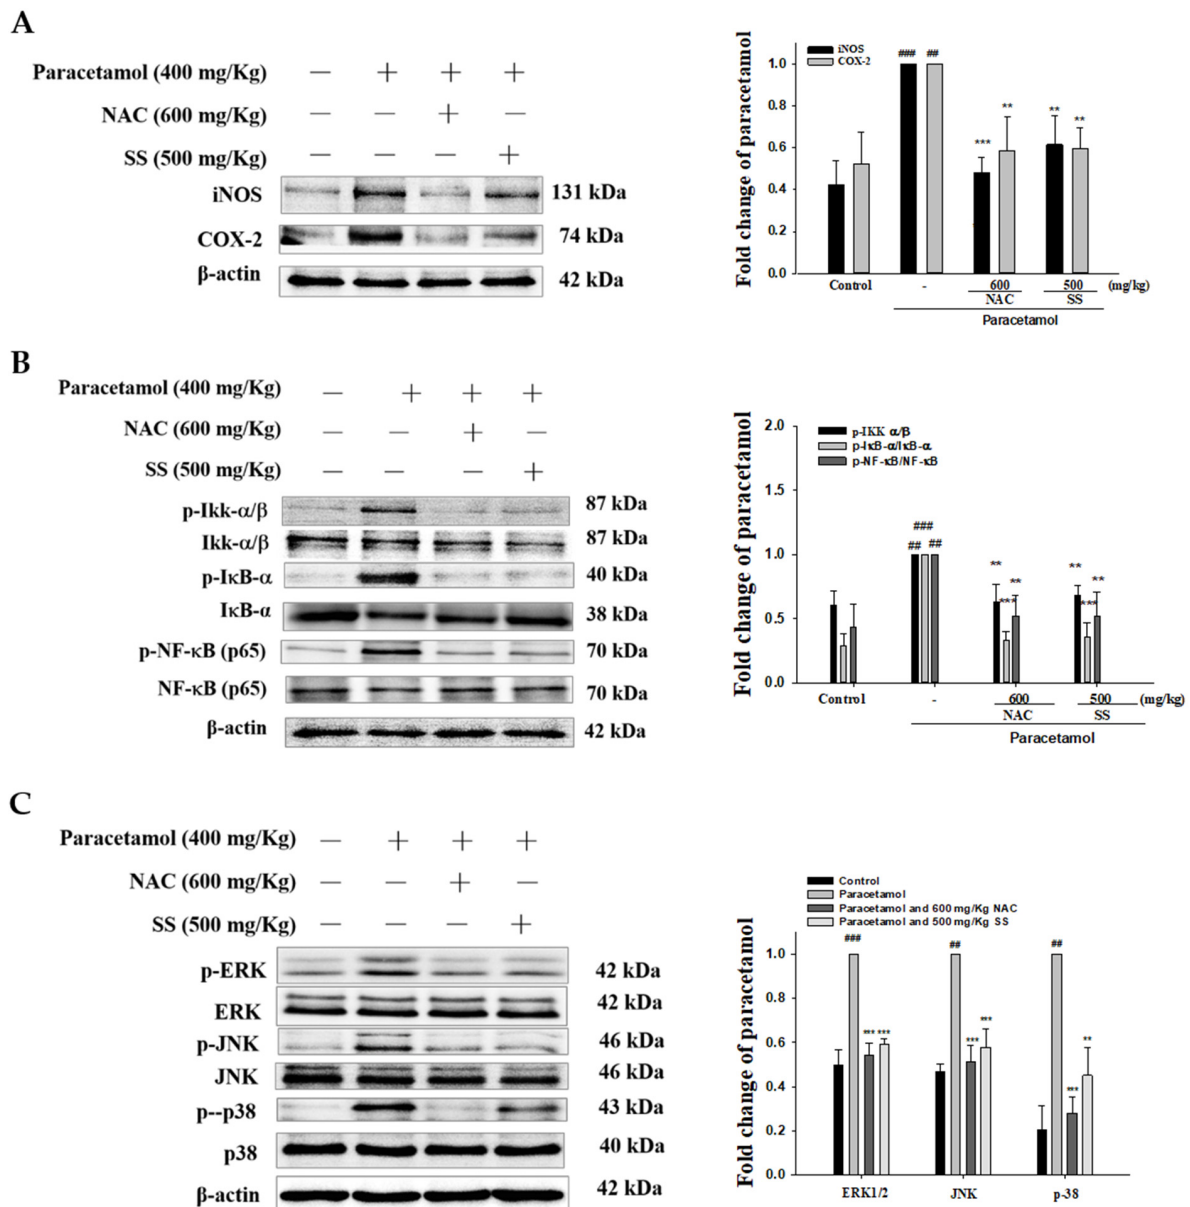 A
Paracetamol (400 mg/Kg) — + + +
NAC (600 mg/Kg) — — + —
SS (500 mg/Kg) — — — +
iNOS 131 kDa
COX-2 74 kDa
β-actin 42 kDa
iNOS
COX-2
Fold change of paracetamol
1.0
0.8
0.6
0.4
0.2
0.0
### ##
*** **
** **
Control - 600 500 (mg/kg)
NAC SS
Paracetamol
B
Paracetamol (400 mg/Kg) — + + +
NAC (600 mg/Kg) — — + —
SS (500 mg/Kg) — — — +
p-Ikk-α/β 87 kDa
Ikk-α/β 87 kDa
p-IκB-α 40 kDa
IκB-α 38 kDa
p-NF-κB (p65) 70 kDa
NF-κB (p65) 70 kDa
β-actin 42 kDa
p-IKK α/β
p-IκB-α/IκB-α
p-NF-κB/NF-κB
Fold change of paracetamol
2.0
1.5
1.0
0.5
0.0
## ### ##
** *** **
** *** **
Control - 600 500 (mg/kg)
NAC SS
Paracetamol
C
Paracetamol (400 mg/Kg) — + + +
NAC (600 mg/Kg) — — + —
SS (500 mg/Kg) — — — +
p-ERK 42 kDa
ERK 42 kDa
p-JNK 46 kDa
JNK 46 kDa
p--p38 43 kDa
p38 40 kDa
β-actin 42 kDa
Control
Paracetamol
Paracetamol and 600 mg/Kg NAC
Paracetamol and 500 mg/Kg SS
Fold change of paracetamol
1.0
0.8
0.6
0.4
0.2
0.0
### *** ***
## *** ***
## *** **
ERK1/2 JNK p-38